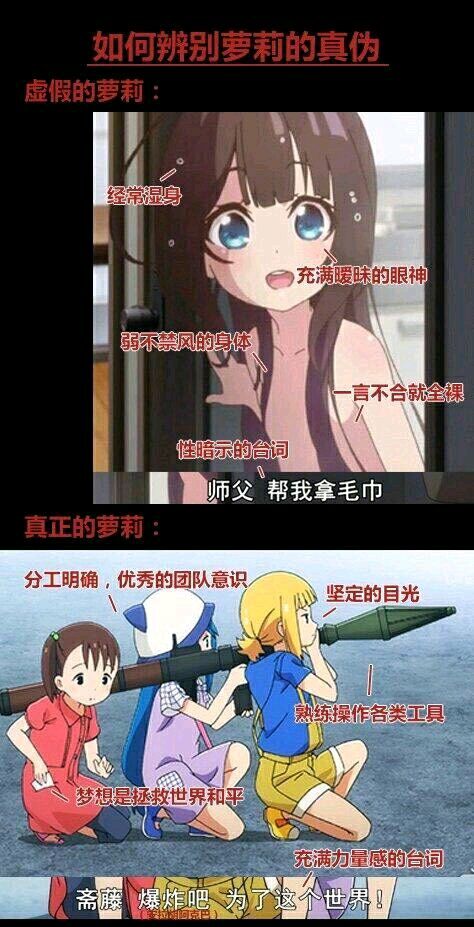 如何辨别萝莉的真伪
虚假的萝莉：
经常湿身
充满暧昧的眼神
弱不禁风的身体
一言不合就全裸
性暗示的台词
师父 帮我拿毛巾
真正的萝莉：
分工明确，优秀的团队意识
坚定的目光
熟练操作各类工具
梦想是拯救世界和平
充满力量感的台词
斋藤 爆炸吧 为了这个世界！